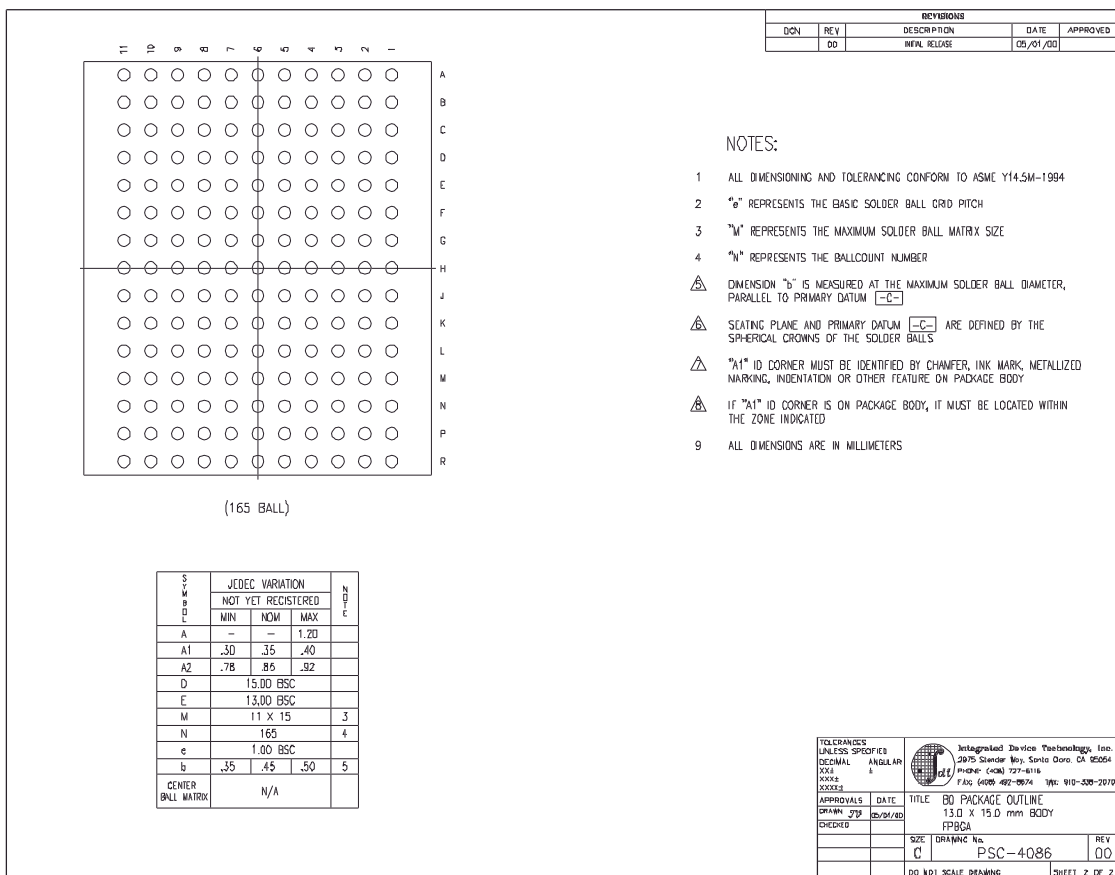 REVISIONS
DCN REV DESCRIPTION DATE APPROVED
00 INITIAL RELEASE 05/01/00
11 10 9 8 7 6 5 4 3 2 1
A
B
C
D
E
F
G
H
J
K
L
M
N
P
R
(165 BALL)
NOTES:
1 ALL DIMENSIONING AND TOLERANCING CONFORM TO ASME Y14.5M-1994
2 "e" REPRESENTS THE BASIC SOLDER BALL GRID PITCH
3 "M" REPRESENTS THE MAXIMUM SOLDER BALL MATRIX SIZE
4 "N" REPRESENTS THE BALLCOUNT NUMBER
5 DIMENSION "b" IS MEASURED AT THE MAXIMUM SOLDER BALL DIAMETER,
PARALLEL TO PRIMARY DATUM -C-
6 SEATING PLANE AND PRIMARY DATUM -C- ARE DEFINED BY THE
SPHERICAL CROWNS OF THE SOLDER BALLS
7 "A1" ID CORNER MUST BE IDENTIFIED BY CHAMFER, INK MARK, METALLIZED
MARKING, INDENTATION OR OTHER FEATURE ON PACKAGE BODY
8 IF "A1" ID CORNER IS ON PACKAGE BODY, IT MUST BE LOCATED WITHIN
THE ZONE INDICATED
9 ALL DIMENSIONS ARE IN MILLIMETERS
SYMBOL JEDEC VARIATION NOTE
NOT YET REGISTERED
MIN NOM MAX
A - - 1.20
A1 .30 .35 .40
A2 .78 .85 .92
D 15.00 BSC
E 13.00 BSC
M 11 X 15 3
N 165 4
e 1.00 BSC
b .35 .45 .50 5
CENTER
BALL MATRIX N/A
TOLERANCES
UNLESS SPECIFIED
DECIMAL ANGULAR
XX± ±
XXX±
XXXX±
idt
Integrated Device Technology, Inc.
2975 Stender Way, Santa Clara, CA 95054
PHONE: (408) 727-6116
FAX: (408) 492-8674 TWX: 910-338-2070
APPROVALS DATE
DRAWN 05/01/00
CHECKED
TITLE BQ PACKAGE OUTLINE
13.0 X 15.0 mm BODY
FPBGA
SIZE DRAWING No. REV
C PSC-4086 00
DO NOT SCALE DRAWING SHEET 2 OF 2